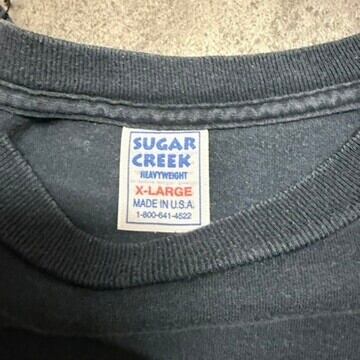 SUGAR
CREEK
HEAVYWEIGHT
X-LARGE
MADE IN U.S.A.
1-800-641-4522